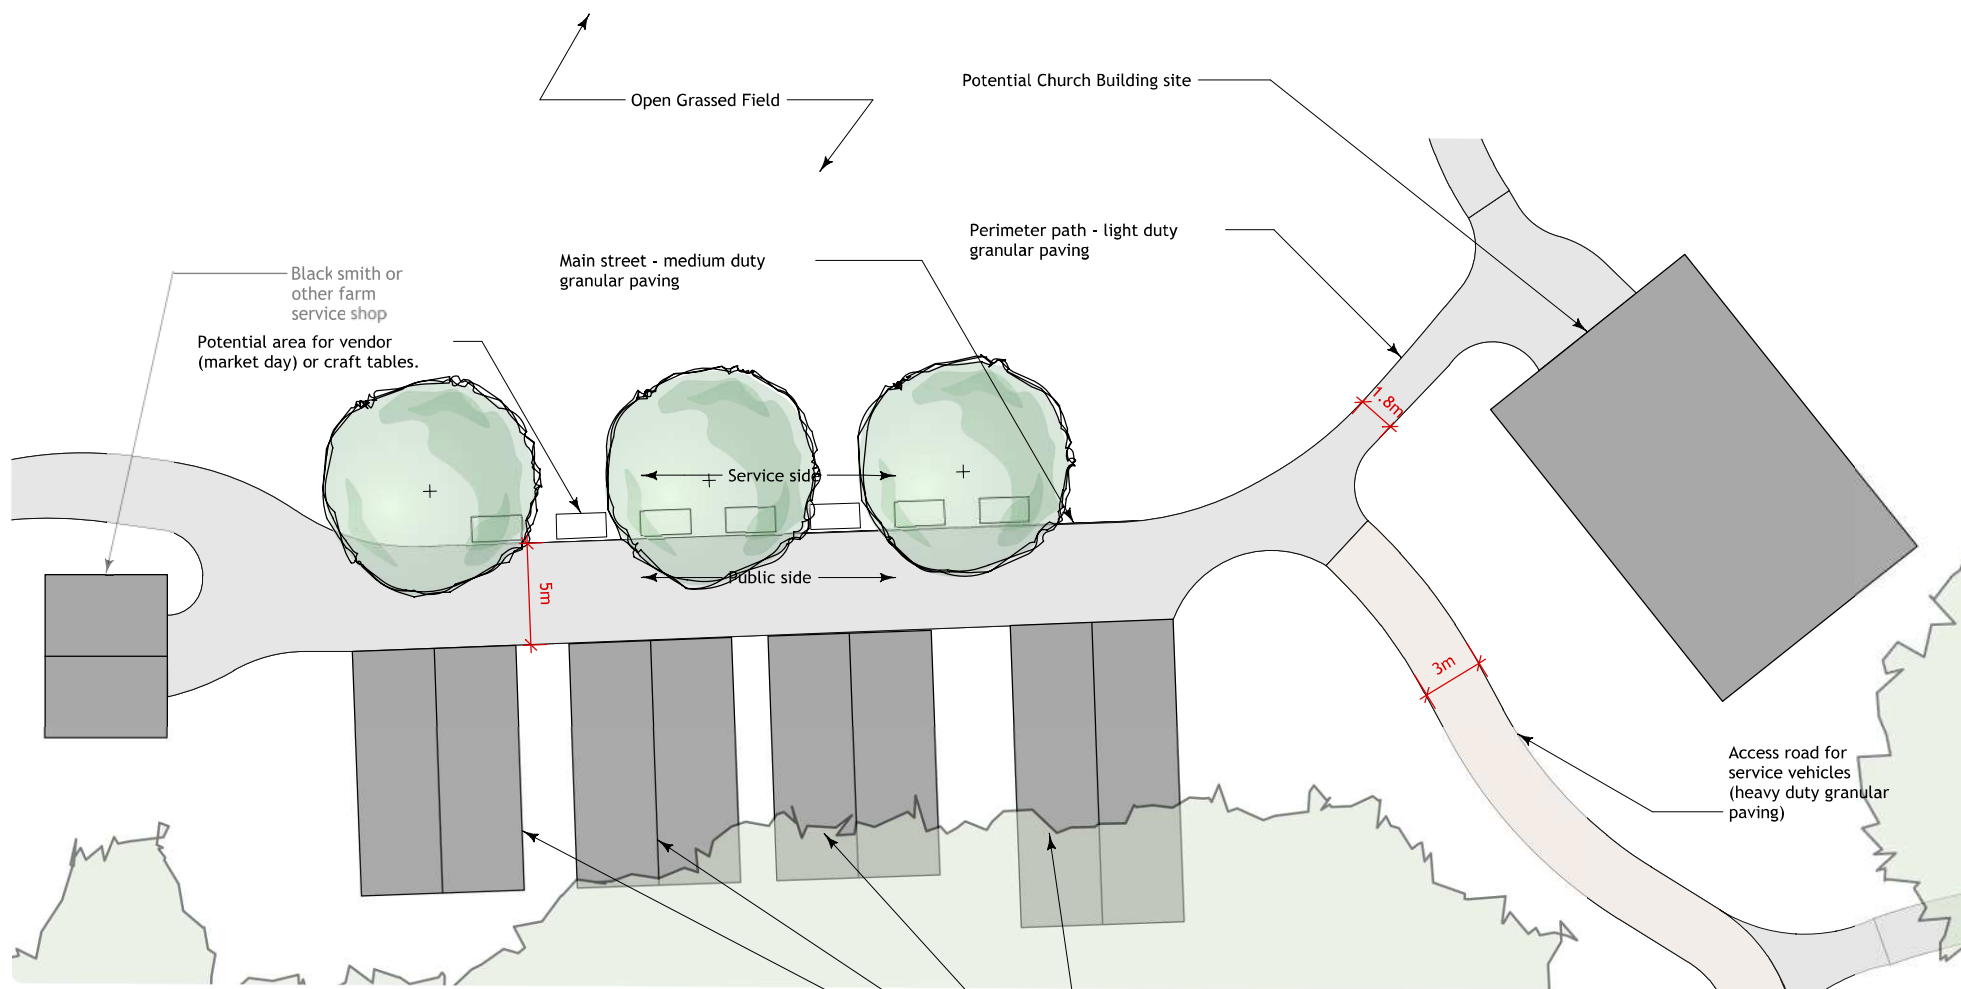 Open Grassed Field
Potential Church Building site
Perimeter path - light duty
granular paving
Main street - medium duty
granular paving
Black smith or
other farm
service shop
Potential area for vendor
(market day) or craft tables.
1.8m
Service side
Public side
5m
3m
Access road for
service vehicles
(heavy duty granular
paving)